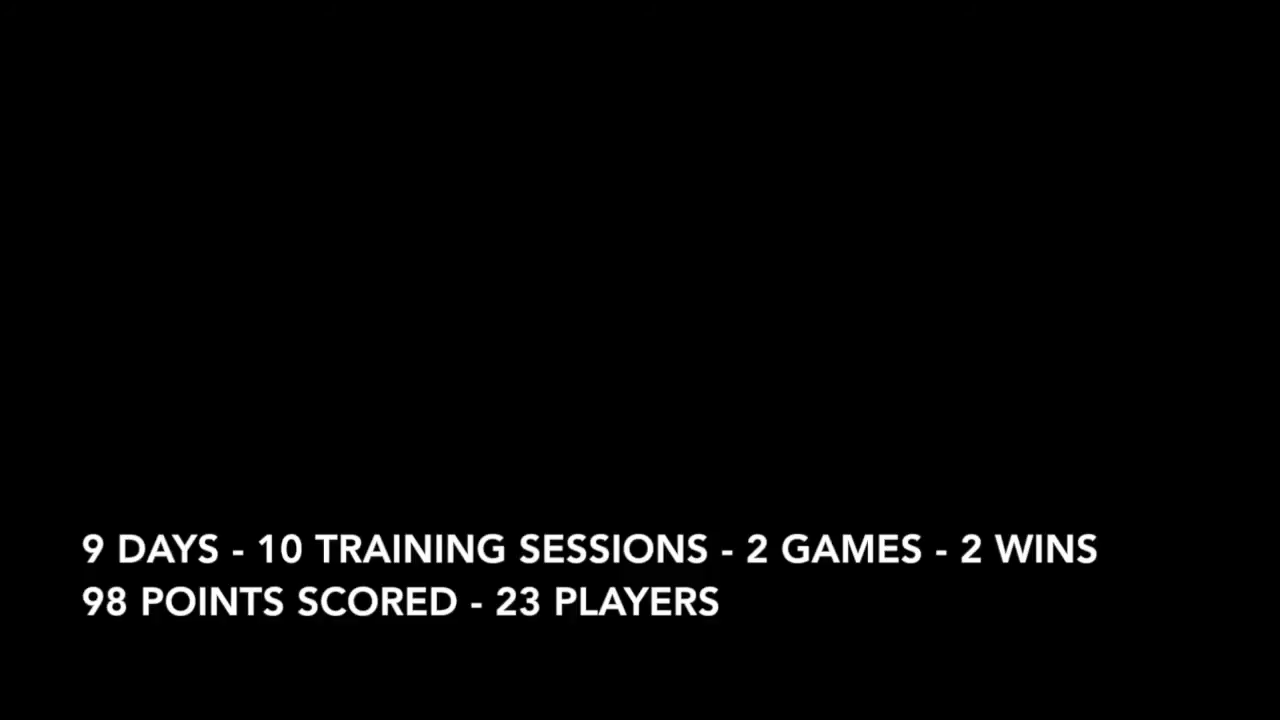 9 DAYS - 10 TRAINING SESSIONS - 2 GAMES - 2 WINS
98 POINTS SCORED - 23 PLAYERS